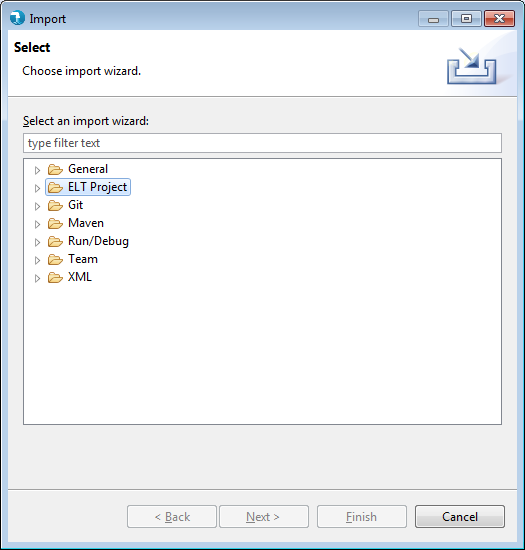 Import
Select
Choose import wizard.
Select an import wizard:
type filter text
General
ELT Project
Git
Maven
Run/Debug
Team
XML
< Back
Next >
Finish
Cancel